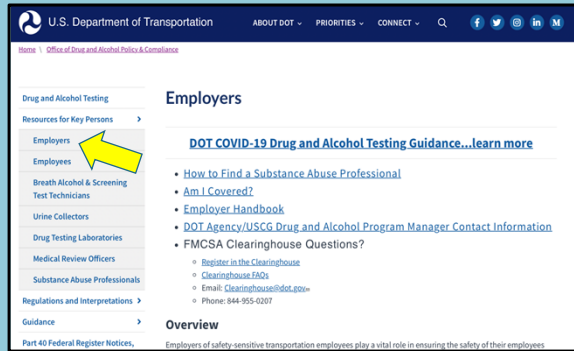 U.S. Department of Transportation
ABOUT DOT
PRIORITIES
CONNECT
Home \ Office of Drug and Alcohol Policy & Compliance
Drug and Alcohol Testing
Resources for Key Persons
Employers
Employees
Breath Alcohol & Screening
Test Technicians
Urine Collectors
Drug Testing Laboratories
Medical Review Officers
Substance Abuse Professionals
Regulations and Interpretations
Guidance
Part 40 Federal Register Notices,
Employers
DOT COVID-19 Drug and Alcohol Testing Guidance...learn more
• How to Find a Substance Abuse Professional
• Am I Covered?
• Employer Handbook
• DOT Agency/USCG Drug and Alcohol Program Manager Contact Information
• FMCSA Clearinghouse Questions?
Register in the Clearinghouse
Clearinghouse FAQs
Email: Clearinghouse@dot.gov
Phone: 844-955-0207
Overview
Employers of safety-sensitive transportation employees play a vital role in ensuring the safety of their employees